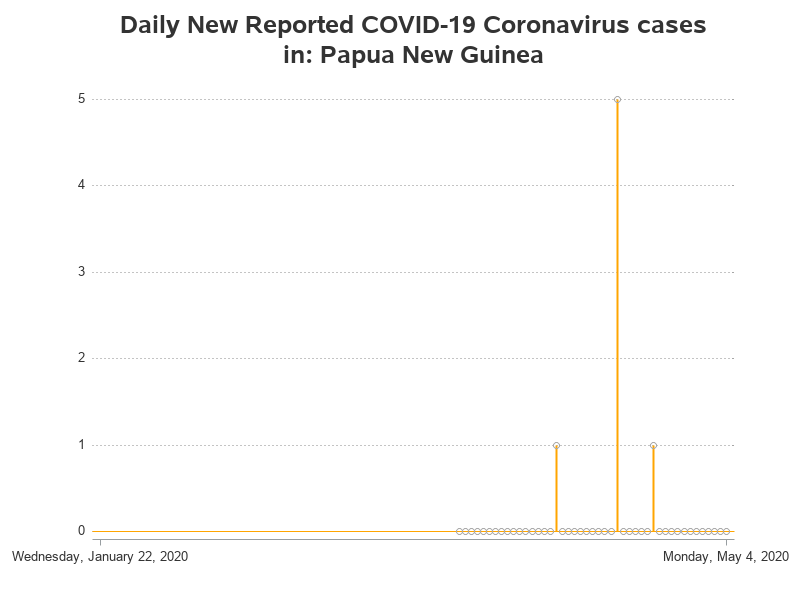 Daily New Reported COVID-19 Coronavirus cases
in: Papua New Guinea
5
4
3
2
1
0
Wednesday, January 22, 2020
Monday, May 4, 2020